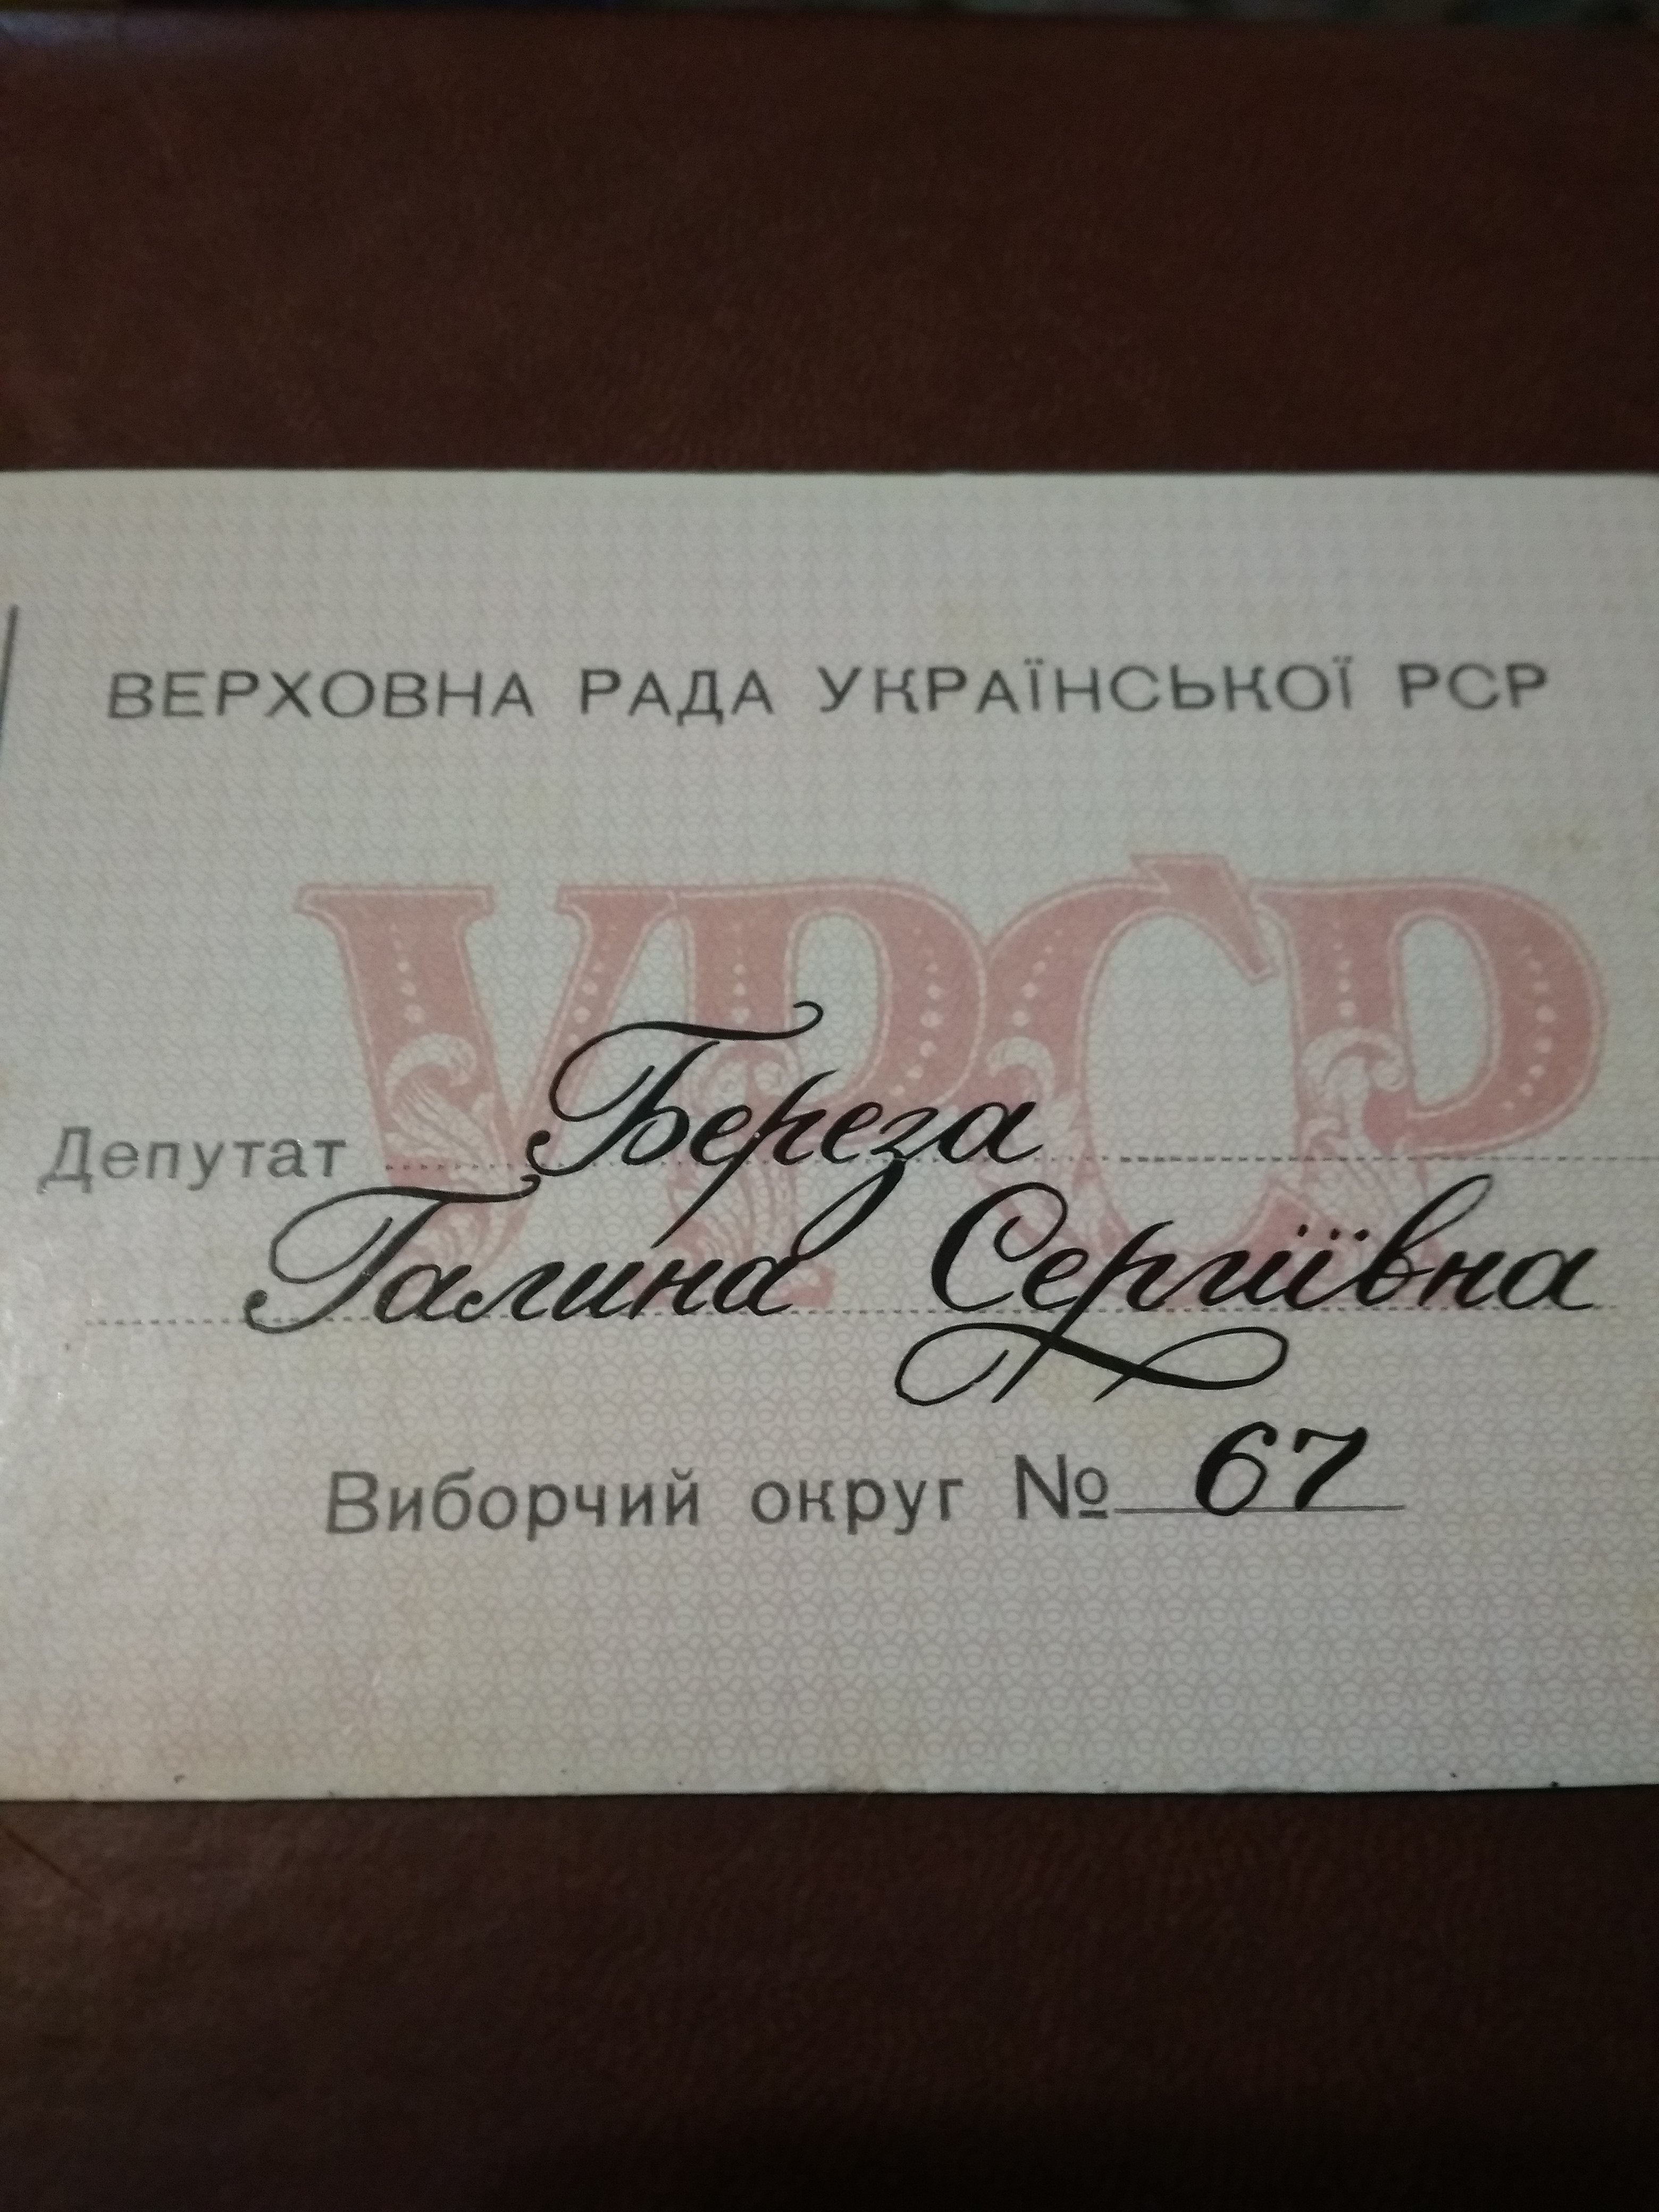 ВЕРХОВНА РАДА УКРАЇНСЬКОЇ РСР
УРСР
Депутат Береза
Галина Сергіївна
Виборчий округ № 67